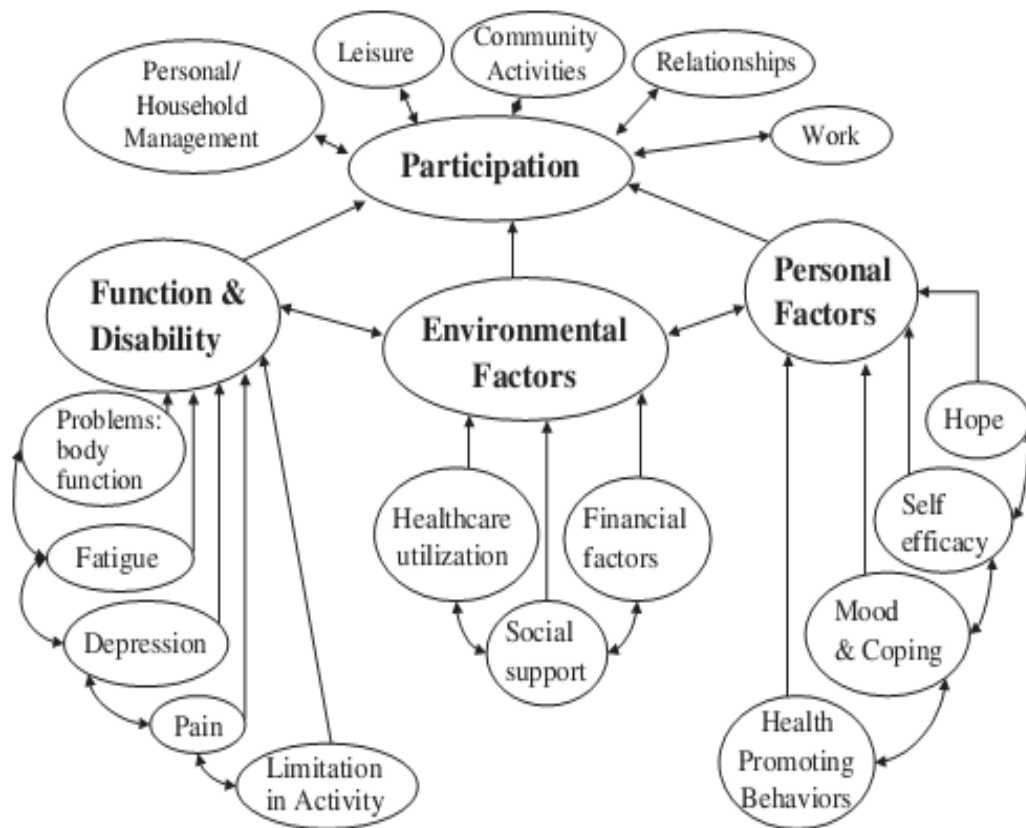 Leisure
Community
Activities
Relationships
Personal/
Household
Management
Work
Participation
Function &
Disability
Environmental
Factors
Personal
Factors
Problems:
body
function
Fatigue
Depression
Pain
Limitation
in Activity
Healthcare
utilization
Social
support
Financial
factors
Hope
Self
efficacy
Mood
& Coping
Health
Promoting
Behaviors